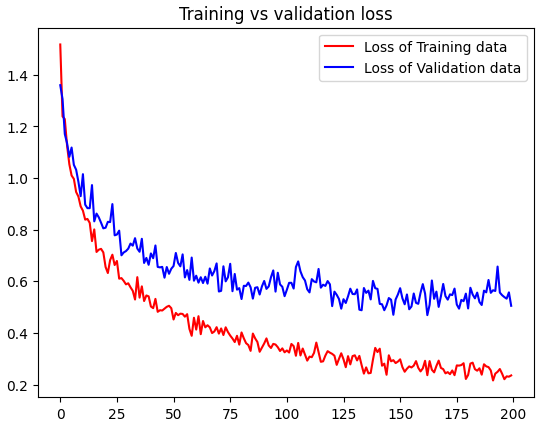 Training vs validation loss
Loss of Training data
Loss of Validation data
1.4
1.2
1.0
0.8
0.6
0.4
0.2
0 25 50 75 100 125 150 175 200